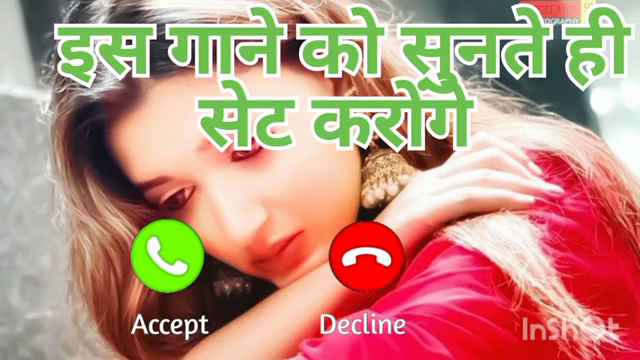 इस गाने को सुनते ही
सेट करोगे
Accept
Decline
InShot